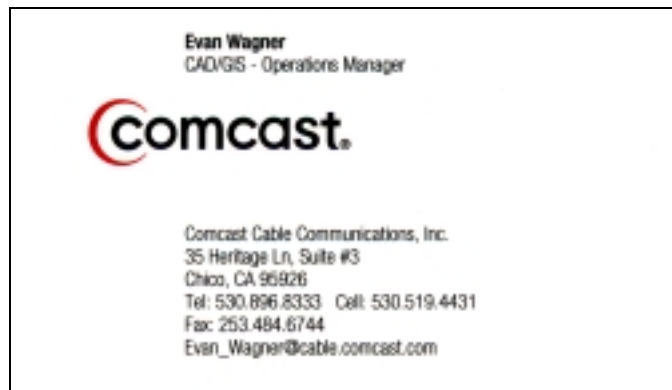 Evan Wagner
CAD/GIS - Operations Manager
comcast®
Comcast Cable Communications, Inc.
35 Heritage Ln, Suite #3
Chico, CA 95926
Tel: 530.896.8333 Cell: 530.519.4431
Fax: 253.484.6744
Evan_Wagner@cable.comcast.com